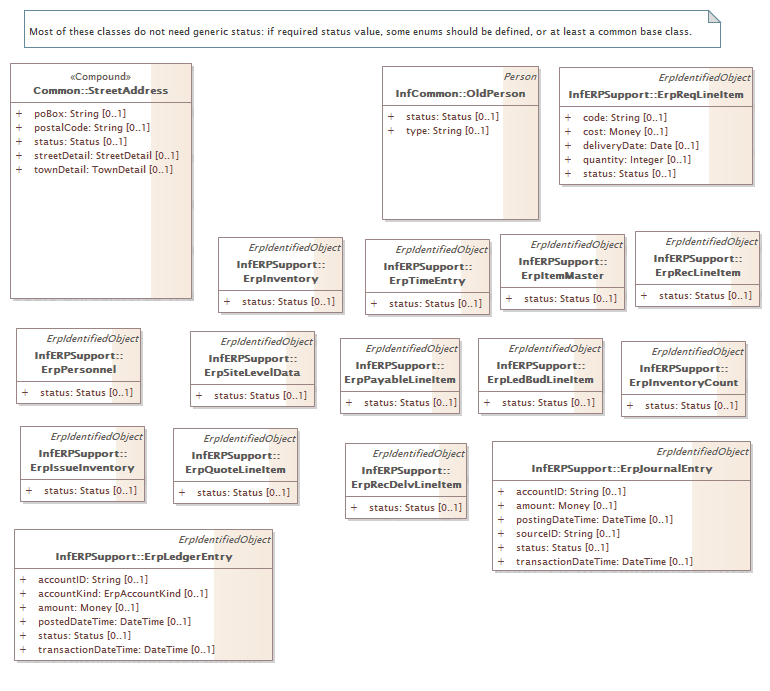 Most of these classes do not need generic status: if required status value, some enums should be defined, or at least a common base class.
«Compound»
Common::StreetAddress
+ poBox: String [0..1]
+ postalCode: String [0..1]
+ status: Status [0..1]
+ streetDetail: StreetDetail [0..1]
+ townDetail: TownDetail [0..1]
Person
InfCommon::OldPerson
+ status: Status [0..1]
+ type: String [0..1]
ErpIdentifiedObject
InfERPSupport::ErpReqLineItem
+ code: String [0..1]
+ cost: Money [0..1]
+ deliveryDate: Date [0..1]
+ quantity: Integer [0..1]
+ status: Status [0..1]
ErpIdentifiedObject
InfERPSupport::
ErpInventory
+ status: Status [0..1]
ErpIdentifiedObject
InfERPSupport::
ErpTimeEntry
+ status: Status [0..1]
ErpIdentifiedObject
InfERPSupport::
ErpItemMaster
+ status: Status [0..1]
ErpIdentifiedObject
InfERPSupport::
ErpRecLineItem
+ status: Status [0..1]
ErpIdentifiedObject
InfERPSupport::
ErpPersonnel
+ status: Status [0..1]
ErpIdentifiedObject
InfERPSupport::
ErpSiteLevelData
+ status: Status [0..1]
ErpIdentifiedObject
InfERPSupport::
ErpPayableLineItem
+ status: Status [0..1]
ErpIdentifiedObject
InfERPSupport::
ErpLedBudLineItem
+ status: Status [0..1]
ErpIdentifiedObject
InfERPSupport::
ErpInventoryCount
+ status: Status [0..1]
ErpIdentifiedObject
InfERPSupport::
ErpIssueInventory
+ status: Status [0..1]
ErpIdentifiedObject
InfERPSupport::
ErpQuoteLineItem
+ status: Status [0..1]
ErpIdentifiedObject
InfERPSupport::
ErpRecDelvLineItem
+ status: Status [0..1]
ErpIdentifiedObject
InfERPSupport::ErpJournalEntry
+ accountID: String [0..1]
+ amount: Money [0..1]
+ postingDateTime: DateTime [0..1]
+ sourceID: String [0..1]
+ status: Status [0..1]
+ transactionDateTime: DateTime [0..1]
ErpIdentifiedObject
InfERPSupport::ErpLedgerEntry
+ accountID: String [0..1]
+ accountKind: ErpAccountKind [0..1]
+ amount: Money [0..1]
+ postedDateTime: DateTime [0..1]
+ status: Status [0..1]
+ transactionDateTime: DateTime [0..1]